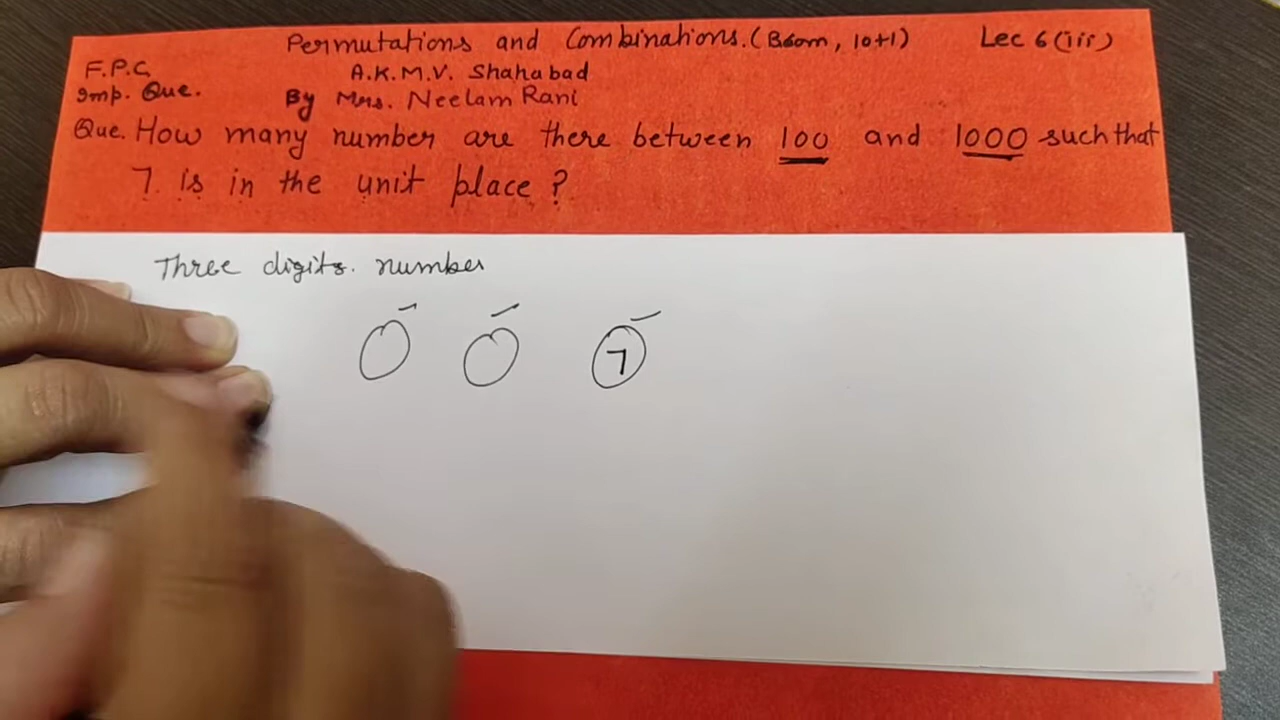 Permutations and Combinations. (Bcom, 10+1) Lec 6 (iii)
F.P.C. A.K.M.V. Shahabad
Imp. Que. By Mrs. Neelam Rani
Que. How many number are there between 100 and 1000 such that
7. is in the unit place?
Three digits. number
7